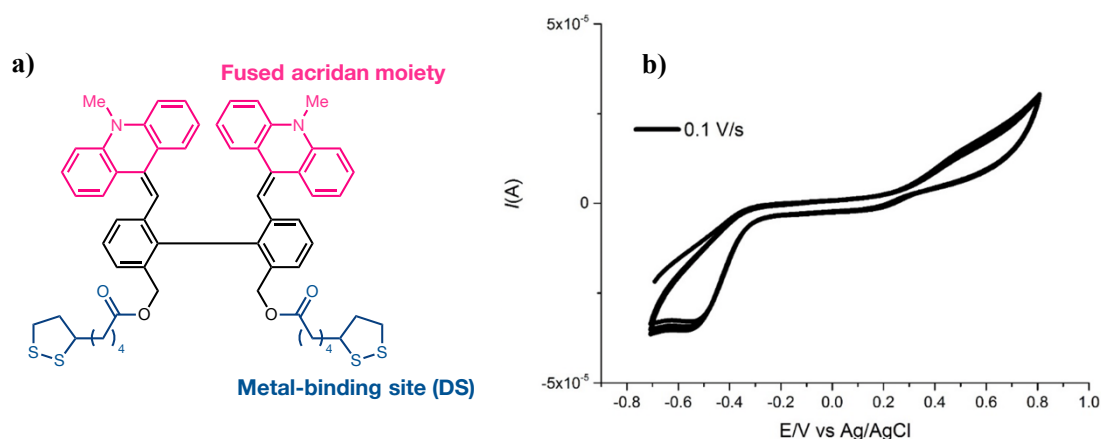 a)
Fused acridan moiety
Me
Me
N
N
O
O
O
O
4
4
S
S
S
S
Metal-binding site (DS)
b)
5x10-5
0
-5x10-5
I(A)
0.1 V/s
-0.8 -0.6 -0.4 -0.2 0.0 0.2 0.4 0.6 0.8 1.0
E/V vs Ag/AgCl